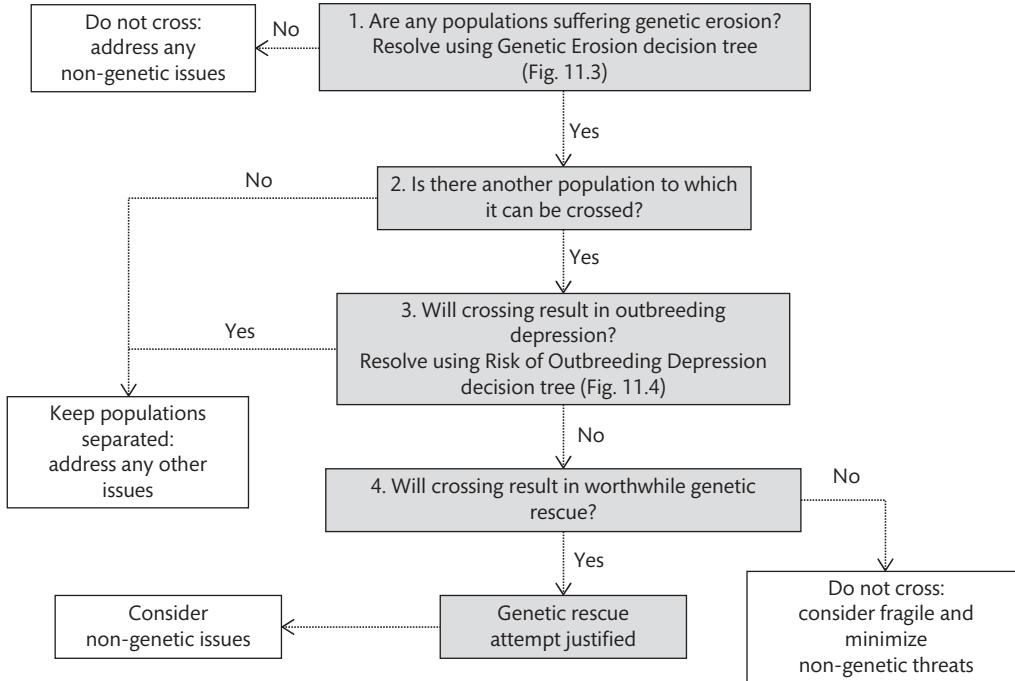 Do not cross:
address any
non-genetic issues
No
1. Are any populations suffering genetic erosion?
Resolve using Genetic Erosion decision tree
(Fig. 11.3)
Yes
No
2. Is there another population to which
it can be crossed?
Yes
3. Will crossing result in outbreeding
depression?
Resolve using Risk of Outbreeding Depression
decision tree (Fig. 11.4)
Yes
Keep populations
separated:
address any other
issues
No
4. Will crossing result in worthwhile genetic
rescue?
No
Yes
Do not cross:
consider fragile and
minimize
non-genetic threats
Genetic rescue
attempt justified
Consider
non-genetic issues